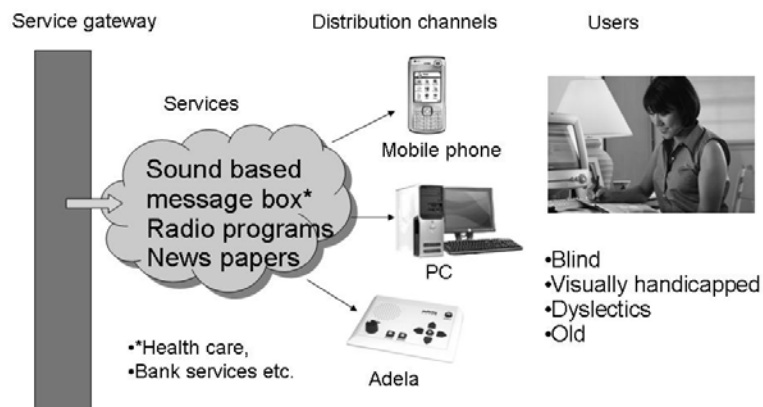 Service gateway
Distribution channels
Users
Services
Sound based
message box*
Radio programs
News papers
Mobile phone
PC
Adela
•*Health care,
•Bank services etc.
•Blind
•Visually handicapped
•Dyslectics
•Old